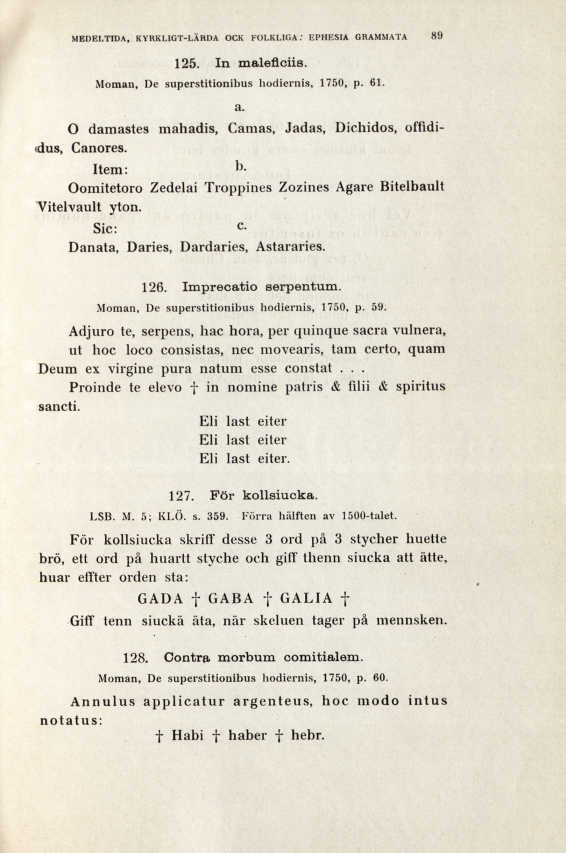 MEDELTIDA, KYRKLIGT-LÄRDA OCK FOLKLIGA: EPHESIA GRAMMATA 89
125. In maleficiis.
Moman, De superstitionibus hodiernis, 1750, p. 61.
a.
O damastes mahadis, Camas, Jadas, Dichidos, offidi-
dus, Canores.
Item: b.
Oomitetoro Zedelai Troppines Zozines Agare Bitelbault
Vitelvault yton.
Sic: c.
Danata, Daries, Dardaries, Astararies.
126. Imprecatio serpentum.
Moman, De superstitionibus hodiernis, 1750, p. 59.
Adjuro te, serpens, hac hora, per quinque sacra vulnera,
ut hoc loco consistas, nec movearis, tam certo, quam
Deum ex virgine pura natum esse constat . . .
Proinde te elevo † in nomine patris & filii & spiritus
sancti.
Eli last eiter
Eli last eiter
Eli last eiter.
127. För kollsiucka.
LSB. M. 5; KLÖ. s. 359. Förra hälften av 1500-talet.
För kollsiucka skriff desse 3 ord på 3 stycher huette
brö, ett ord på huartt styche och giff thenn siucka att ätte,
huar effter orden sta:
GADA † GABA † GALIA †
Giff tenn siuckä äta, när skeluen tager på mennsken.
128. Contra morbum comitialem.
Moman, De superstitionibus hodiernis, 1750, p. 60.
Annulus applicatur argenteus, hoc modo intus
notatus:
† Habi † haber † hebr.